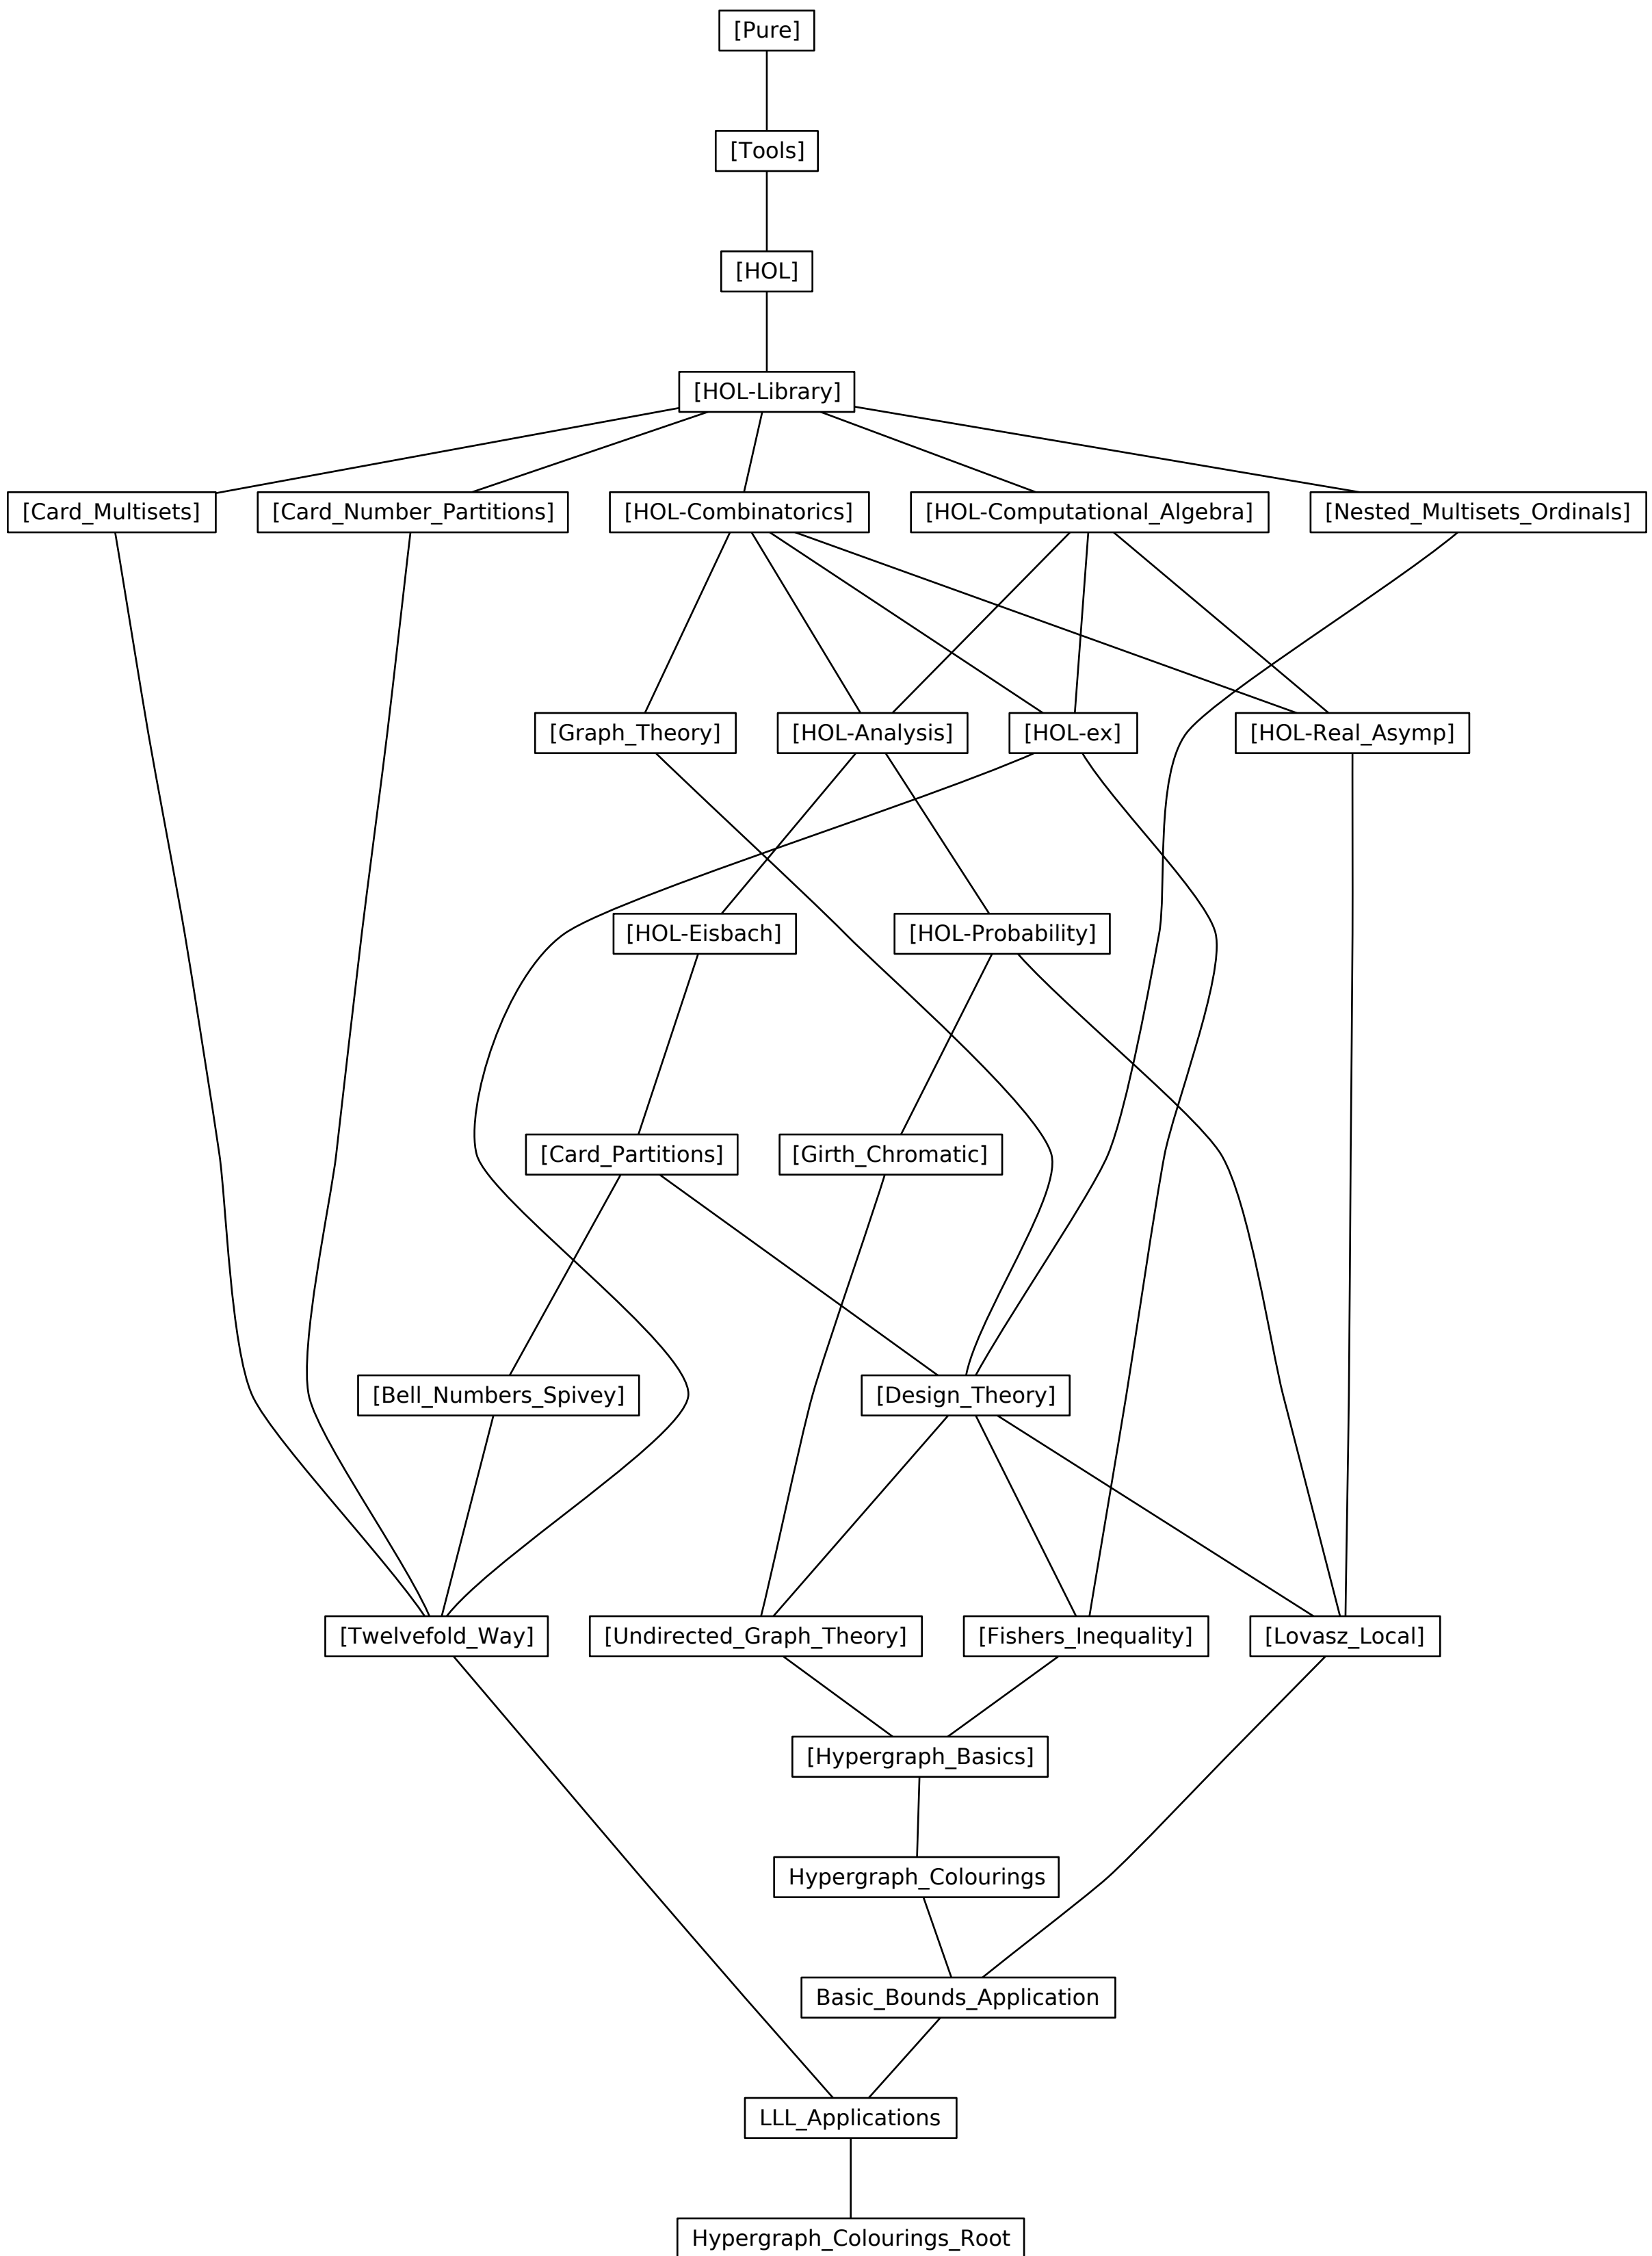 [Pure]
[Tools]
[HOL]
[HOL-Library]
[Card_Multisets]
[Card_Number_Partitions]
[HOL-Combinatorics]
[HOL-Computational_Algebra]
[Nested_Multisets_Ordinals]
[Graph_Theory]
[HOL-Analysis]
[HOL-ex]
[HOL-Real_Asymp]
[HOL-Eisbach]
[HOL-Probability]
[Card_Partitions]
[Girth_Chromatic]
[Bell_Numbers_Spivey]
[Design_Theory]
[Twelvefold_Way]
[Undirected_Graph_Theory]
[Fishers_Inequality]
[Lovasz_Local]
[Hypergraph_Basics]
Hypergraph_Colourings
Basic_Bounds_Application
LLL_Applications
Hypergraph_Colourings_Root